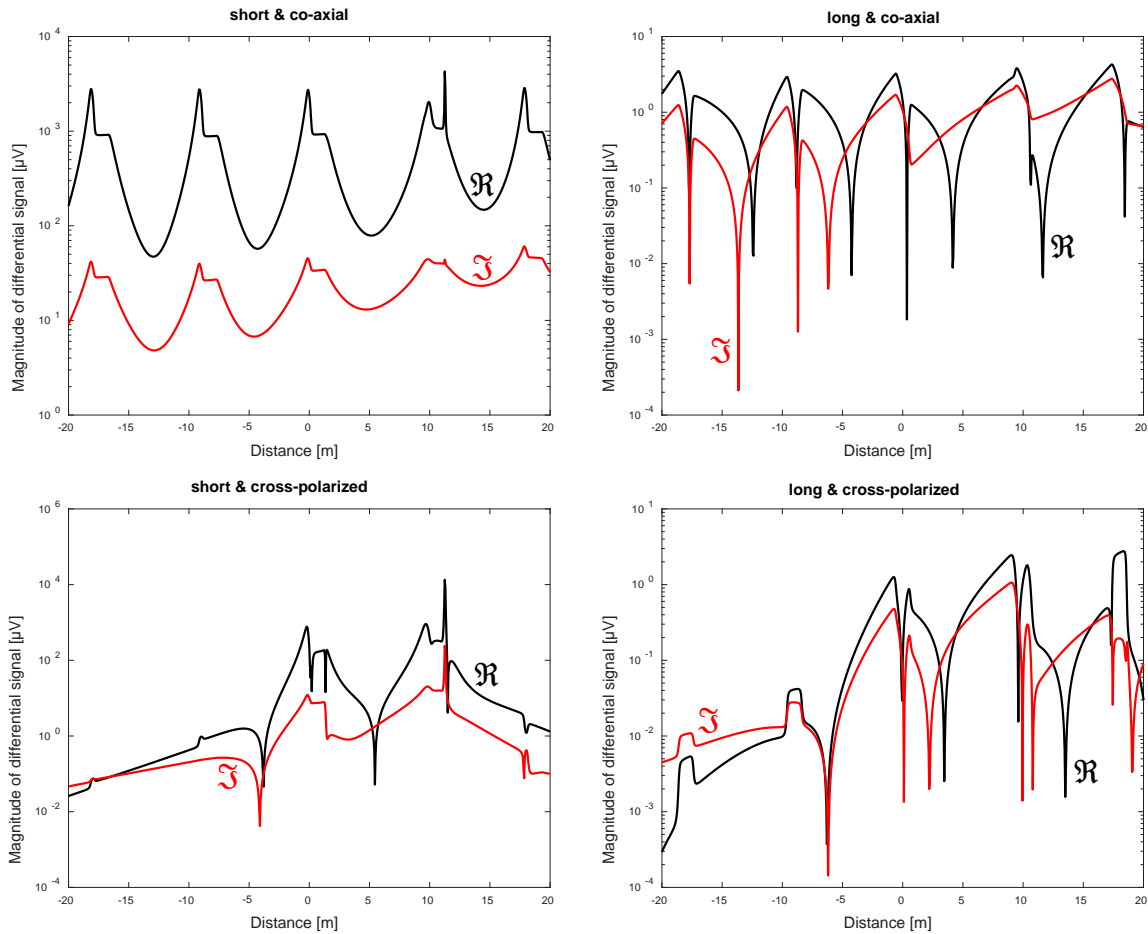 short & co-axial
10 4
10 3
10 2
10 1
10 0
Magnitude of differential signal [µV]
ℜ
ℑ
-20 -15 -10 -5 0 5 10 15 20
Distance [m]
long & co-axial
10 1
10 0
10 -1
10 -2
10 -3
10 -4
Magnitude of differential signal [µV]
ℜ
ℑ
-20 -15 -10 -5 0 5 10 15 20
Distance [m]
short & cross-polarized
10 6
10 4
10 2
10 0
10 -2
10 -4
Magnitude of differential signal [µV]
ℜ
ℑ
-20 -15 -10 -5 0 5 10 15 20
Distance [m]
long & cross-polarized
10 1
10 0
10 -1
10 -2
10 -3
10 -4
Magnitude of differential signal [µV]
ℑ
ℜ
-20 -15 -10 -5 0 5 10 15 20
Distance [m]